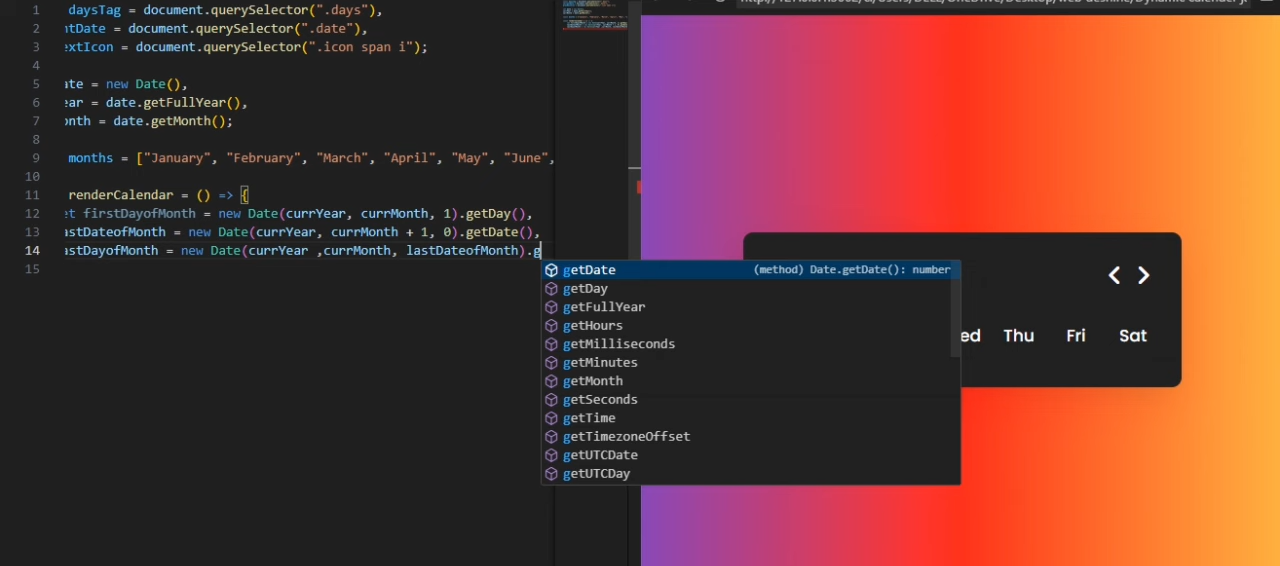 1 daysTag = document.querySelector(".days"),
2 ntDate = document.querySelector(".date"),
3 extIcon = document.querySelector(".icon span i");
4
5 ate = new Date(),
6 ear = date.getFullYear(),
7 onth = date.getMonth();
8
9 months = ["January", "February", "March", "April", "May", "June",
10
11 renderCalendar = () => {
12 et firstDayofMonth = new Date(currYear, currMonth, 1).getDay(),
13 astDateofMonth = new Date(currYear, currMonth + 1, 0).getDate(),
14 astDayofMonth = new Date(currYear ,currMonth, lastDateofMonth).g
15
getDate (method) Date.getDate(): number
getDay
getFullYear
getHours
getMilliseconds
getMinutes
getMonth
getSeconds
getTime
getTimezoneOffset
getUTCDate
getUTCDay
ed Thu Fri Sat